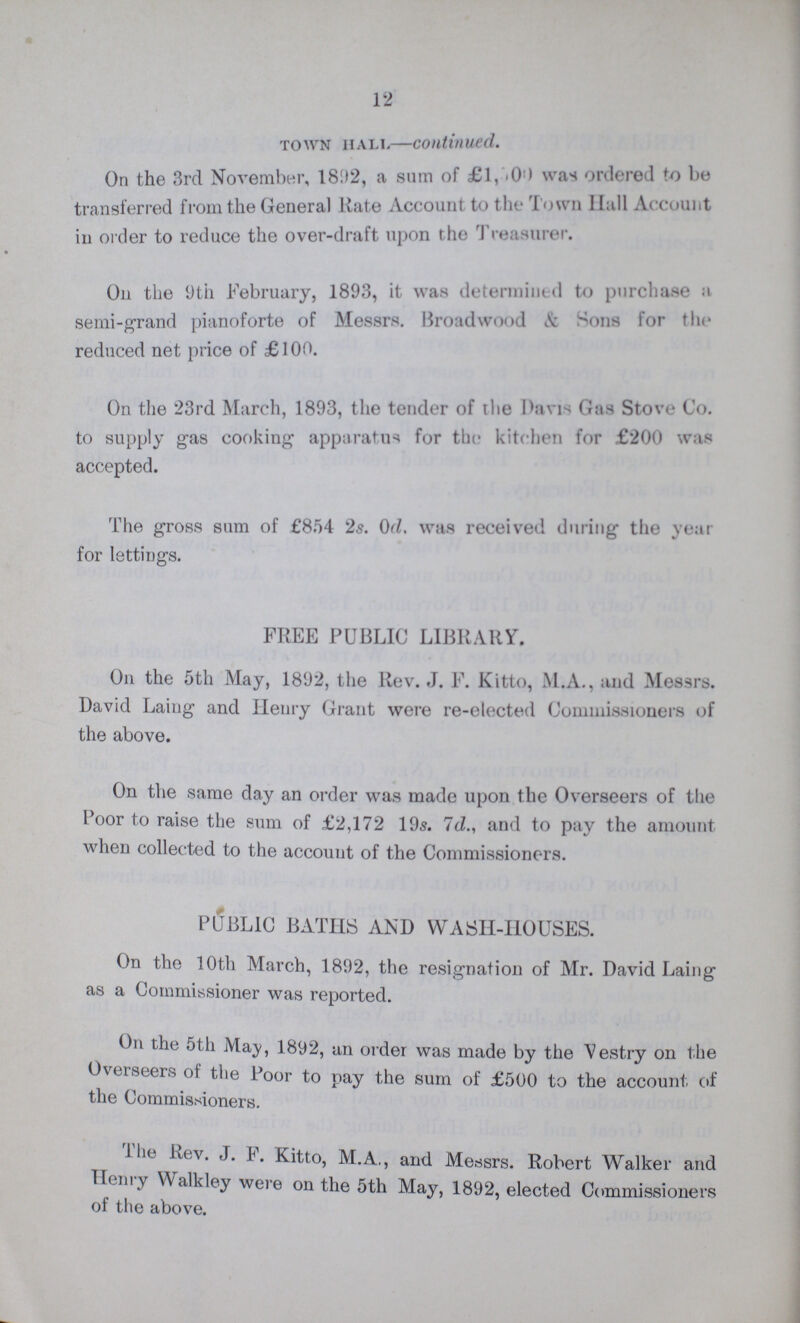 12
TOWN HALL—continued.
On the 3rd November, 1892, a sum of was ordered to be
transferred from the General Rate Account to the Town Hall Account
in order to reduce the over-draft upon the Treasurer.
On the 9th February, 1893, it was determined to purchase a
semi-grand pianoforte of Messrs. Broadwood & Sons for the
reduced net price of £100.
On the 23rd March, 1893, the tender of the Davis Gas Stove Co.
to supply gas cooking apparatus for the kitchen for £200 was
accepted.
The gross sum of £854 2s. 0d. was received during the year
for lettings.
FREE PUBLIC LIBRARY.
On the 5th May, 1892, the Rev. J. F. Kitto, M.A., and Messrs.
David Laing and Henry Grant were re-elected Commissioners of
the above.
On the same day an order was made upon the Overseers of the
Poor to raise the sum of £2,172 19s. 7d., and to pay the amount
when collected to the account of the Commissioners.
PUBLIC BATHS AND WASH-HOUSES.
On the 10th March, 1892, the resignation of Mr. David Laing
as a Commissioner was reported.
On the 5th May, 1892, an order was made by the Vestry on the
Overseers of the Poor to pay the sum of £500 to the account of
the Commissioners.
The Rev. J. F. Kitto, M.A., and Messrs. Robert Walker and
Henry Walkley were on the 5th May, 1892, elected Commissioners
of the above.